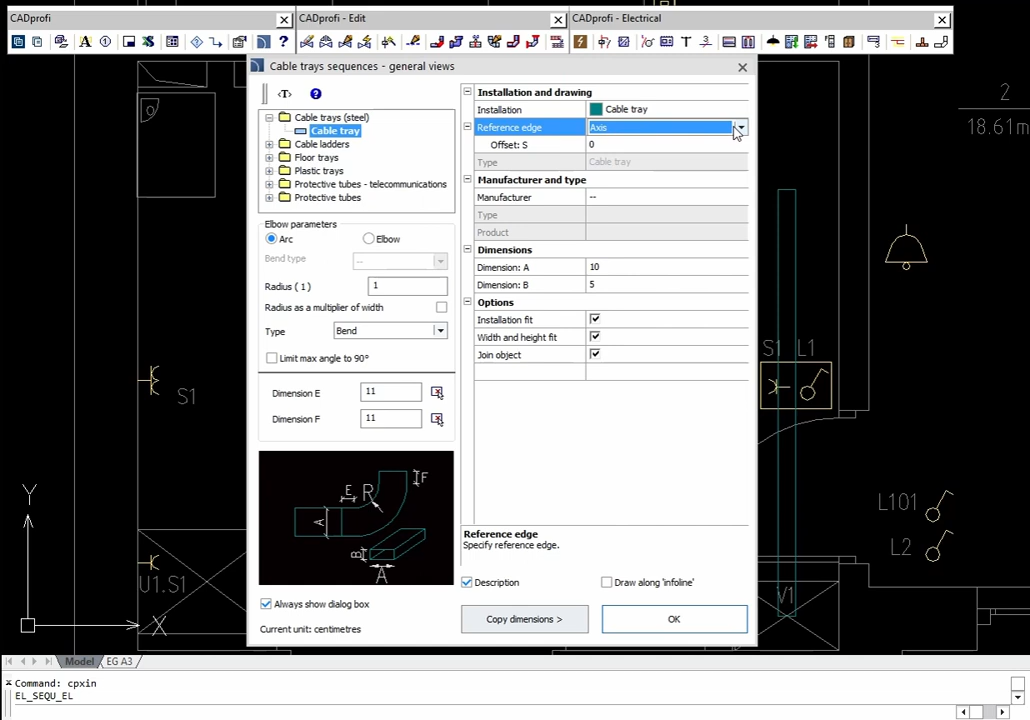 CADprofi
CADprofi - Edit
CADprofi - Electrical
Cable trays sequences - general views
Cable trays (steel)
Cable tray
Cable ladders
Floor trays
Plastic trays
Protective tubes - telecommunications
Protective tubes
Elbow parameters
Arc
Elbow
Bend type
--
Radius ( 1 )
1
Radius as a multiplier of width
Type
Bend
Limit max angle to 90°
Dimension E
11
Dimension F
11
E
R
F
A
B
A
Always show dialog box
Current unit: centimetres
Installation and drawing
Installation
Cable tray
Reference edge
Axis
Offset: S
0
Type
Cable tray
Manufacturer and type
Manufacturer
--
Type
Product
Dimensions
Dimension: A
10
Dimension: B
5
Options
Installation fit
Width and height fit
Join object
Reference edge
Specify reference edge.
Description
Draw along 'infoline'
Copy dimensions >
OK
2
18.61m
S1
S1
L1
L101
L2
Y
U1.S1
V1
X
Model
EG A3
Command: cpxin
EL_SEQU_EL